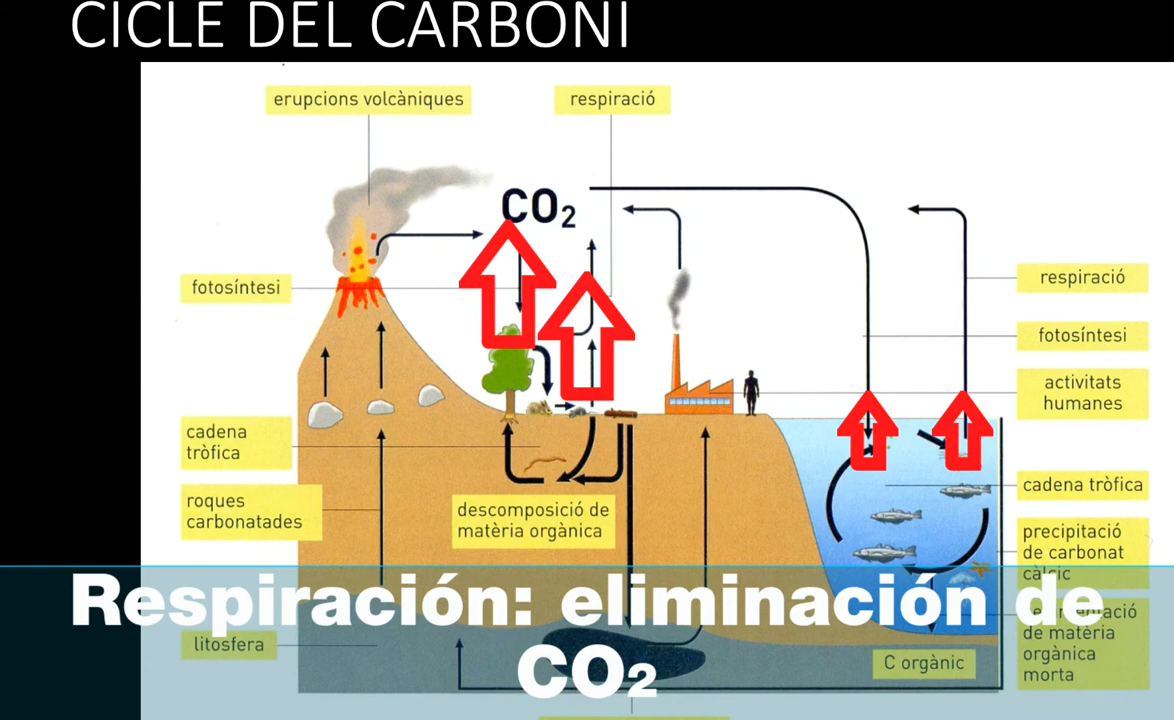 CICLE DEL CARBONI
erupcions volcàniques
respiració
CO₂
fotosíntesi
respiració
fotosíntesi
activitats
humanes
cadena
tròfica
cadena tròfica
roques
carbonatades
descomposició de
matèria orgànica
precipitació
de carbonat
càlcic
Respiración: eliminación de
CO₂
de matèria
orgànica
morta
litosfera
C orgànic